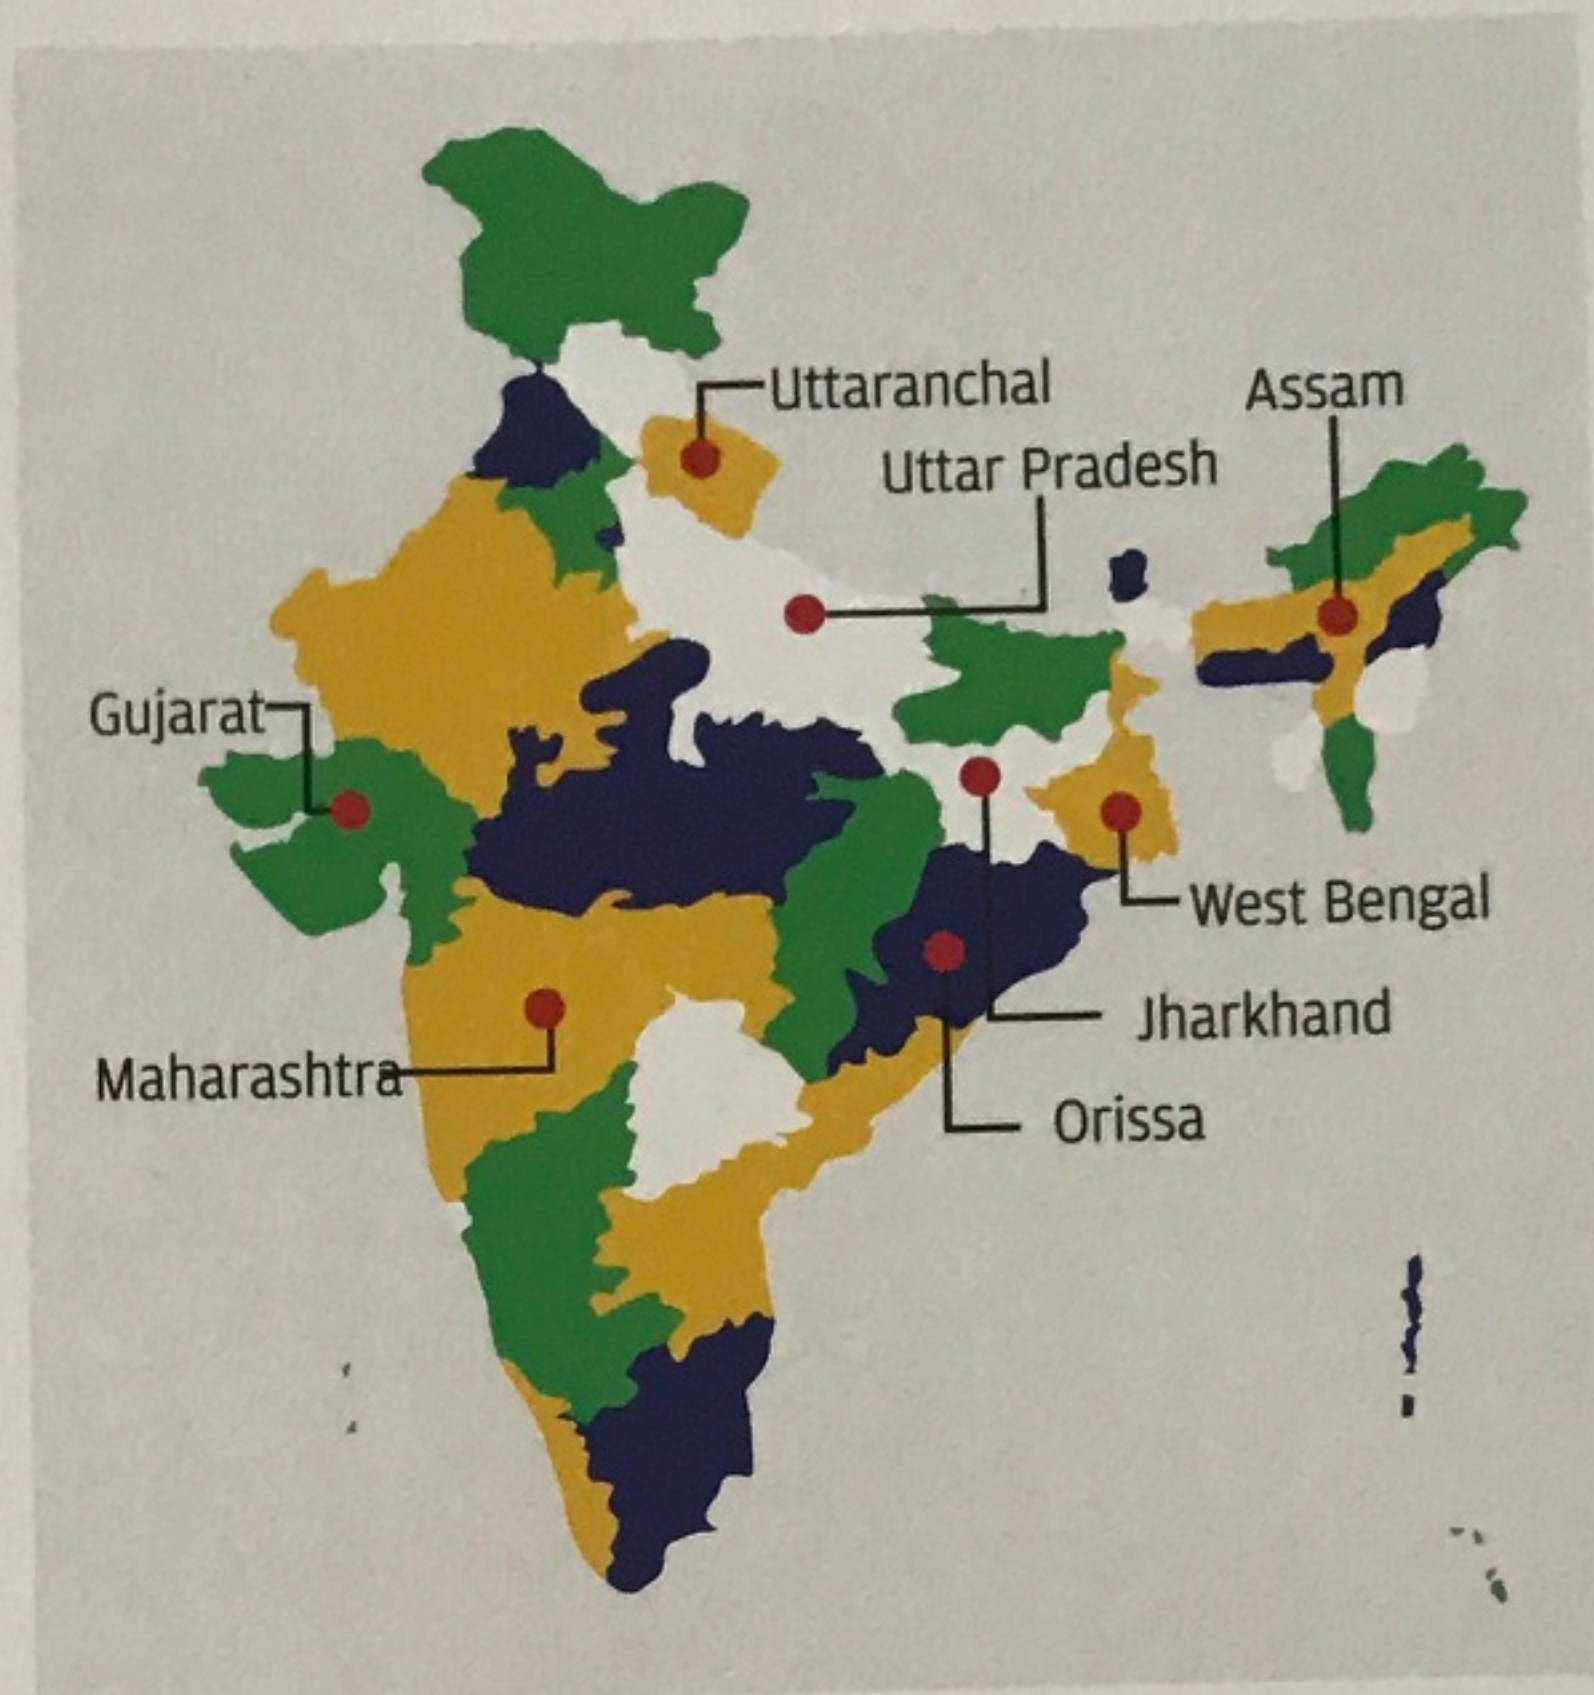 Uttaranchal
Assam
Uttar Pradesh
Gujarat
West Bengal
Jharkhand
Maharashtra
Orissa